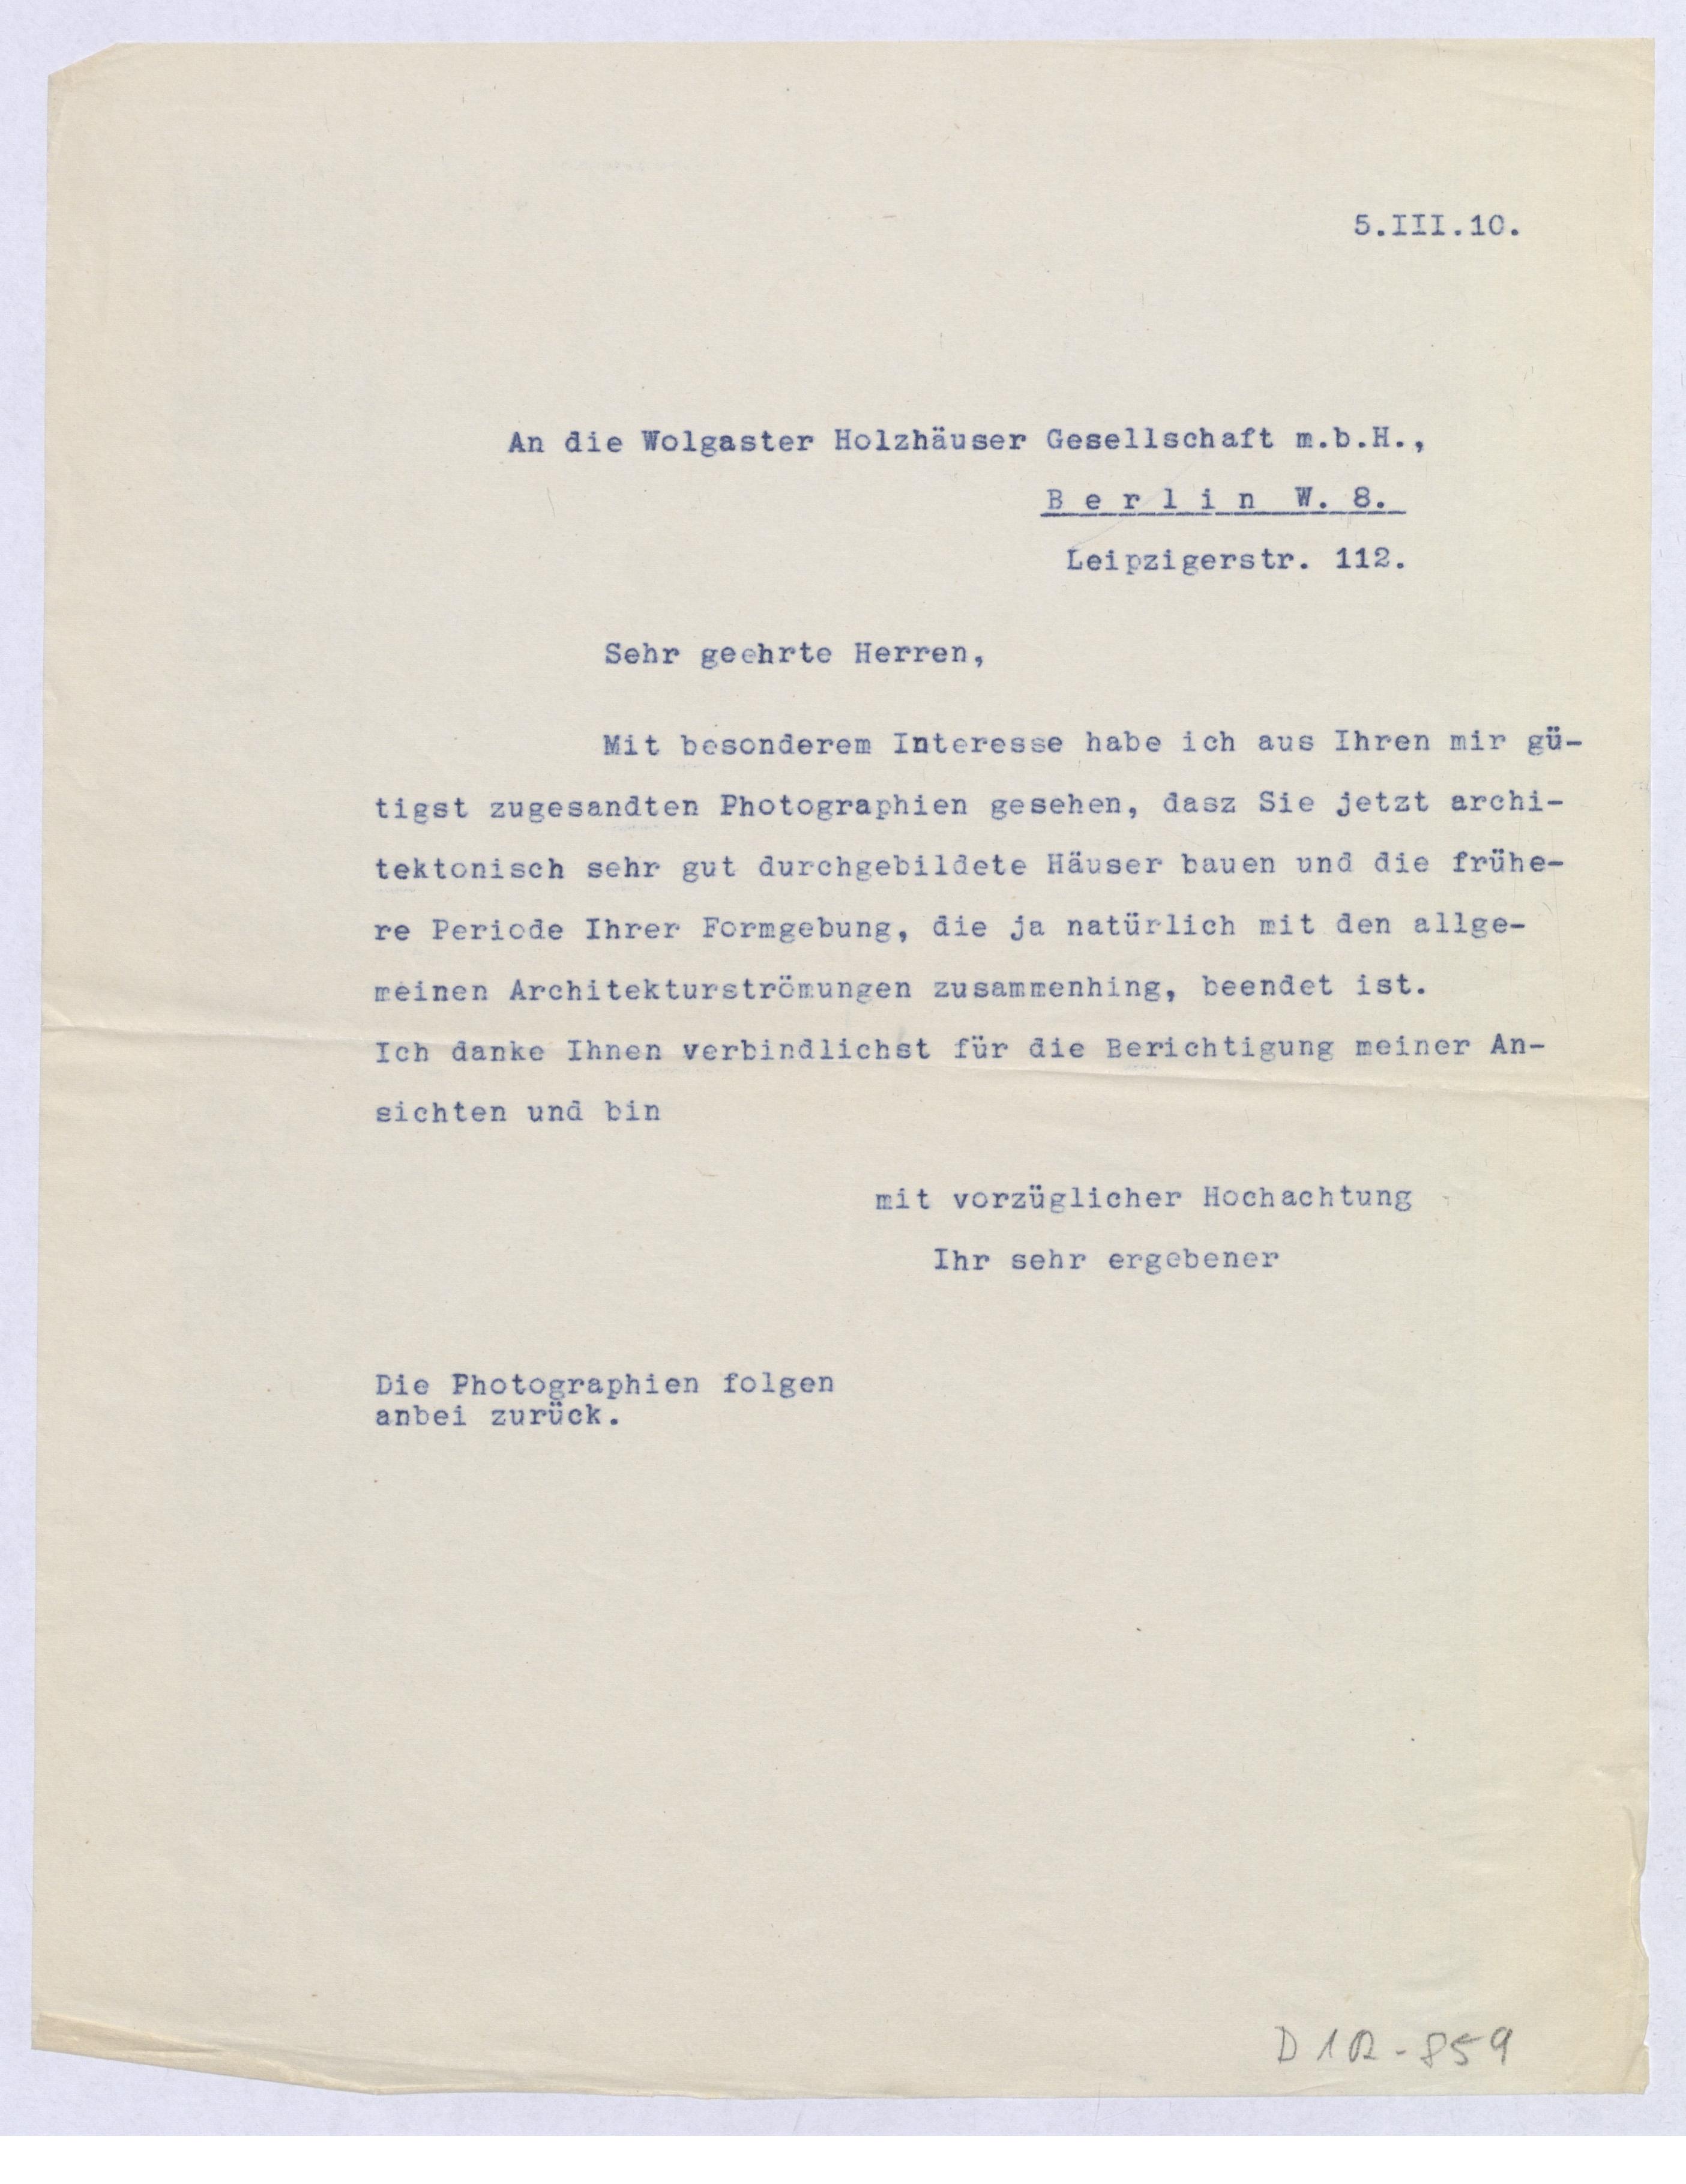 5.III.10.
An die Wolgaster Holzhäuser Gesellschaft m.b.H.,
B e r l i n  W. 8.
Leipzigerstr. 112.
Sehr geehrte Herren,
Mit besonderem Interesse habe ich aus Ihren mir gü-
tigst zugesandten Photographien gesehen, dasz Sie jetzt archi-
tektonisch sehr gut durchgebildete Häuser bauen und die frühe-
re Periode Ihrer Formgebung, die ja natürlich mit den allge-
meinen Architekturströmungen zusammenhing, beendet ist.
Ich danke Ihnen verbindlichst für die Berichtigung meiner An-
sichten und bin
mit vorzüglicher Hochachtung
Ihr sehr ergebener
Die Photographien folgen
anbei zurück.
D 102-859